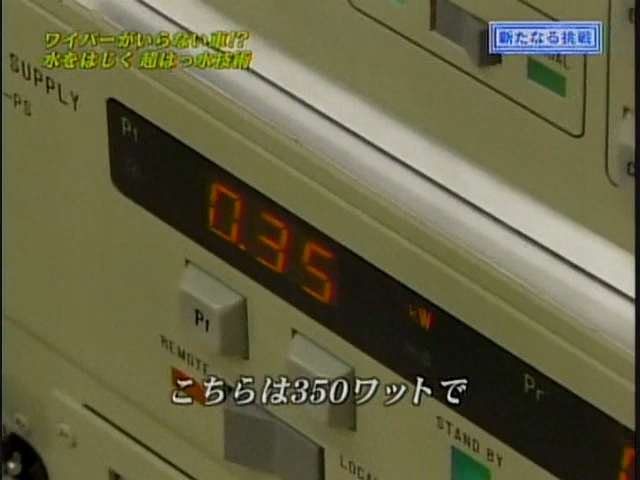 ワイパーがいらない車!?
水をはじく 超はっ水技術
新たなる挑戦
SUPPLY
-PS
Pf
0.35
kW
Pf
Pr
REMOTE
こちらは350ワットで
STAND BY